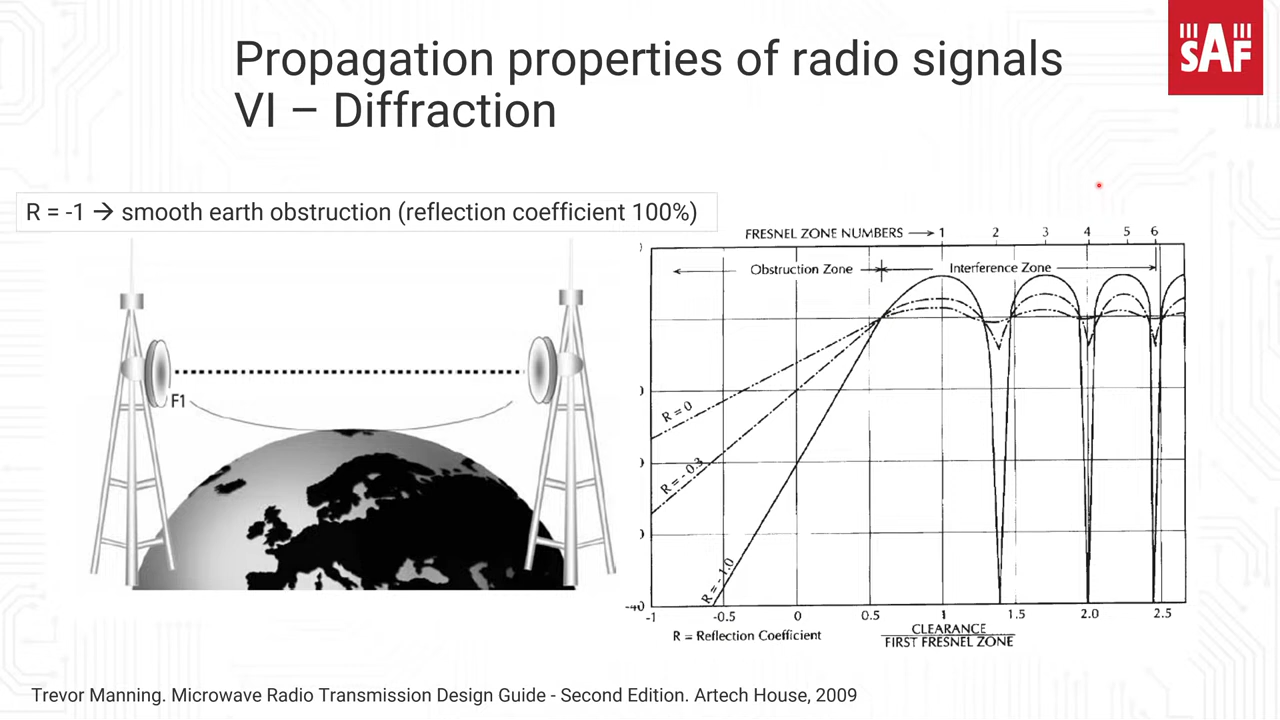 SAF
Propagation properties of radio signals
VI – Diffraction
R = -1 → smooth earth obstruction (reflection coefficient 100%)
F1
FRESNEL ZONE NUMBERS → 1 2 3 4 5 6
Obstruction Zone
Interference Zone
R = 0
R = - 0.3
R = - 1.0
-40
-1 -0.5 0 0.5 1 1.5 2.0 2.5
R = Reflection Coefficient
CLEARANCE
FIRST FRESNEL ZONE
Trevor Manning. Microwave Radio Transmission Design Guide - Second Edition. Artech House, 2009